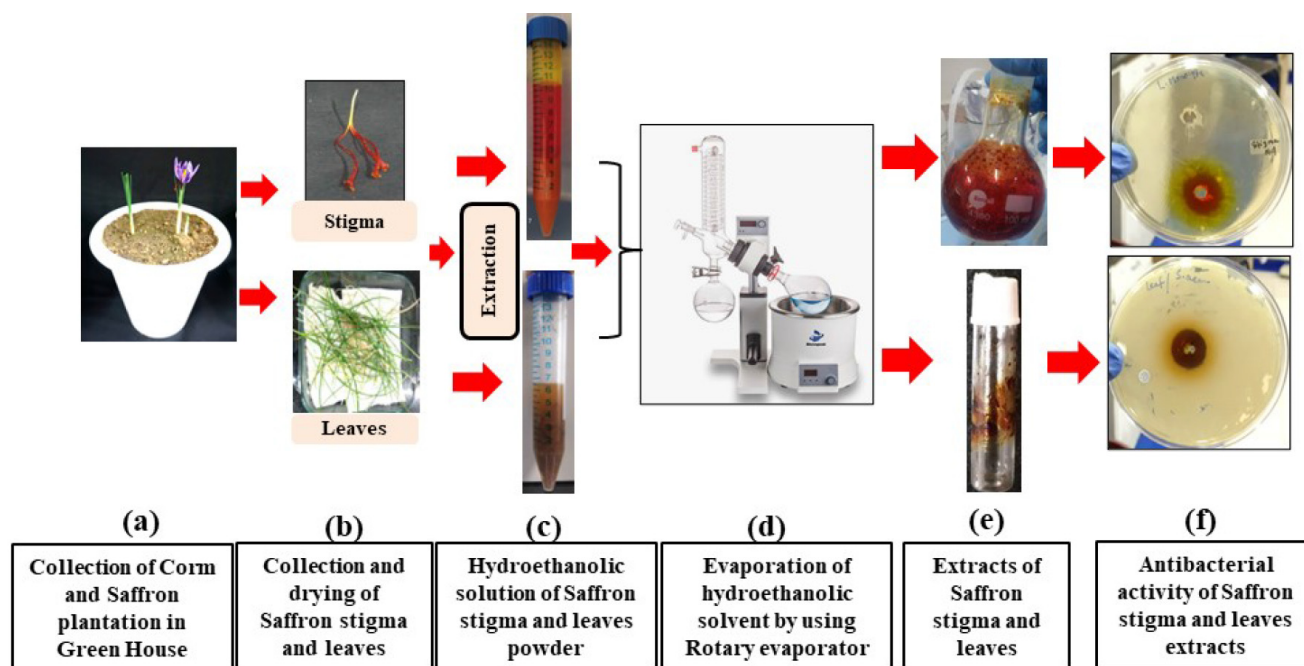 Stigma
Leaves
Extraction
(a)
(b)
(c)
(d)
(e)
(f)
Collection of Corm
and Saffron
plantation in
Green House
Collection and
drying of
Saffron stigma
and leaves
Hydroethanolic
solution of Saffron
stigma and leaves
powder
Evaporation of
hydroethanolic
solvent by using
Rotary evaporator
Extracts of
Saffron
stigma and
leaves
Antibacterial
activity of Saffron
stigma and leaves
extracts